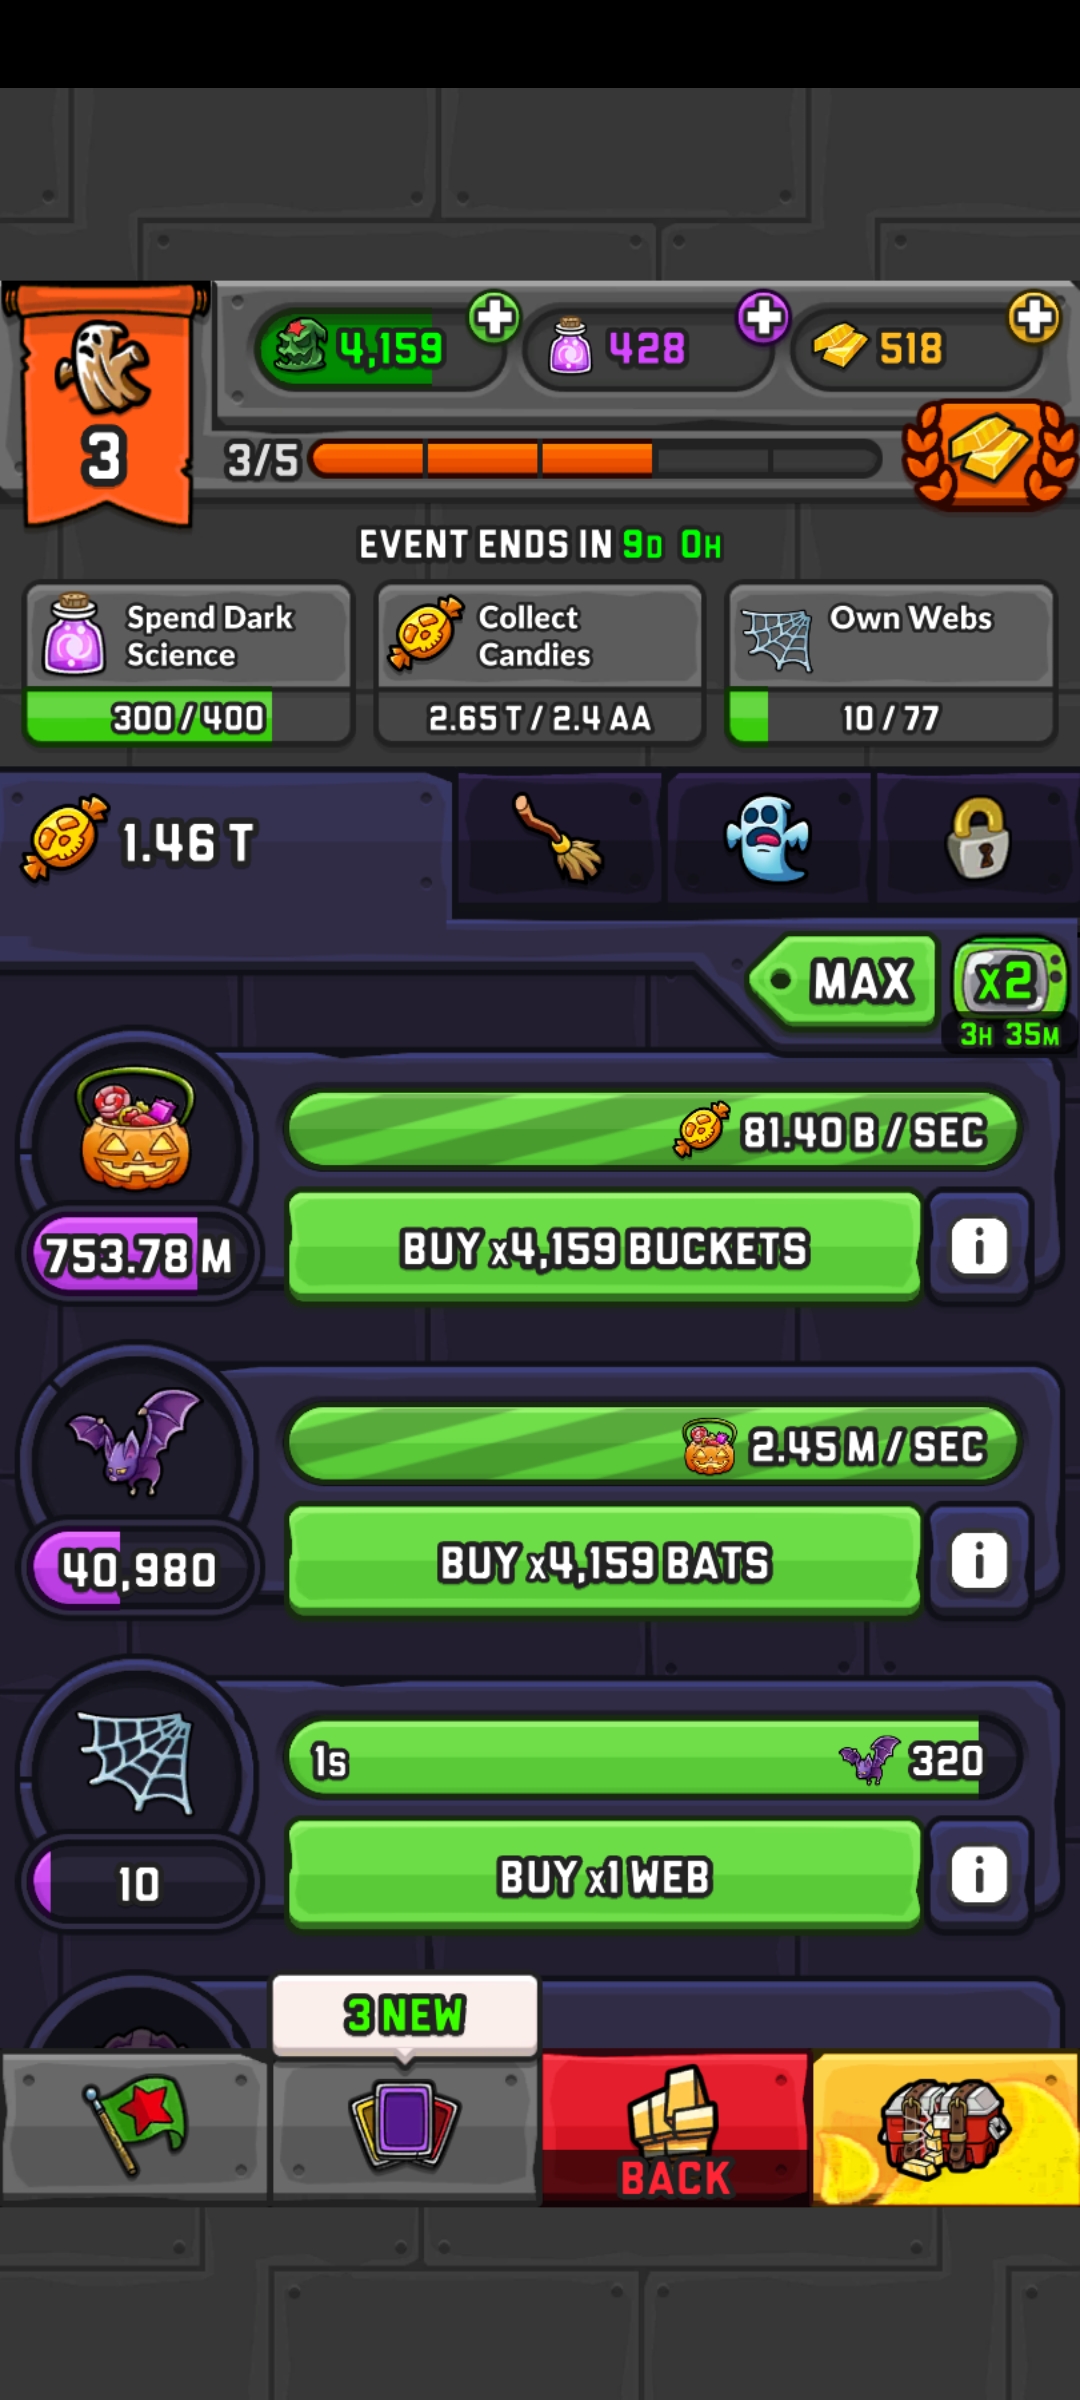 4,159
428
518
3
3/5
EVENT ENDS IN 9D 0H
Spend Dark
Science
300 / 400
Collect
Candies
2.65 T / 2.4 AA
Own Webs
10 / 77
1.46 T
MAX
x2
3H 35M
81.40 B / SEC
753.78 M
BUY x4,159 BUCKETS
i
2.45 M / SEC
40,980
BUY x4,159 BATS
i
1s
320
10
BUY x1 WEB
i
3 NEW
BACK